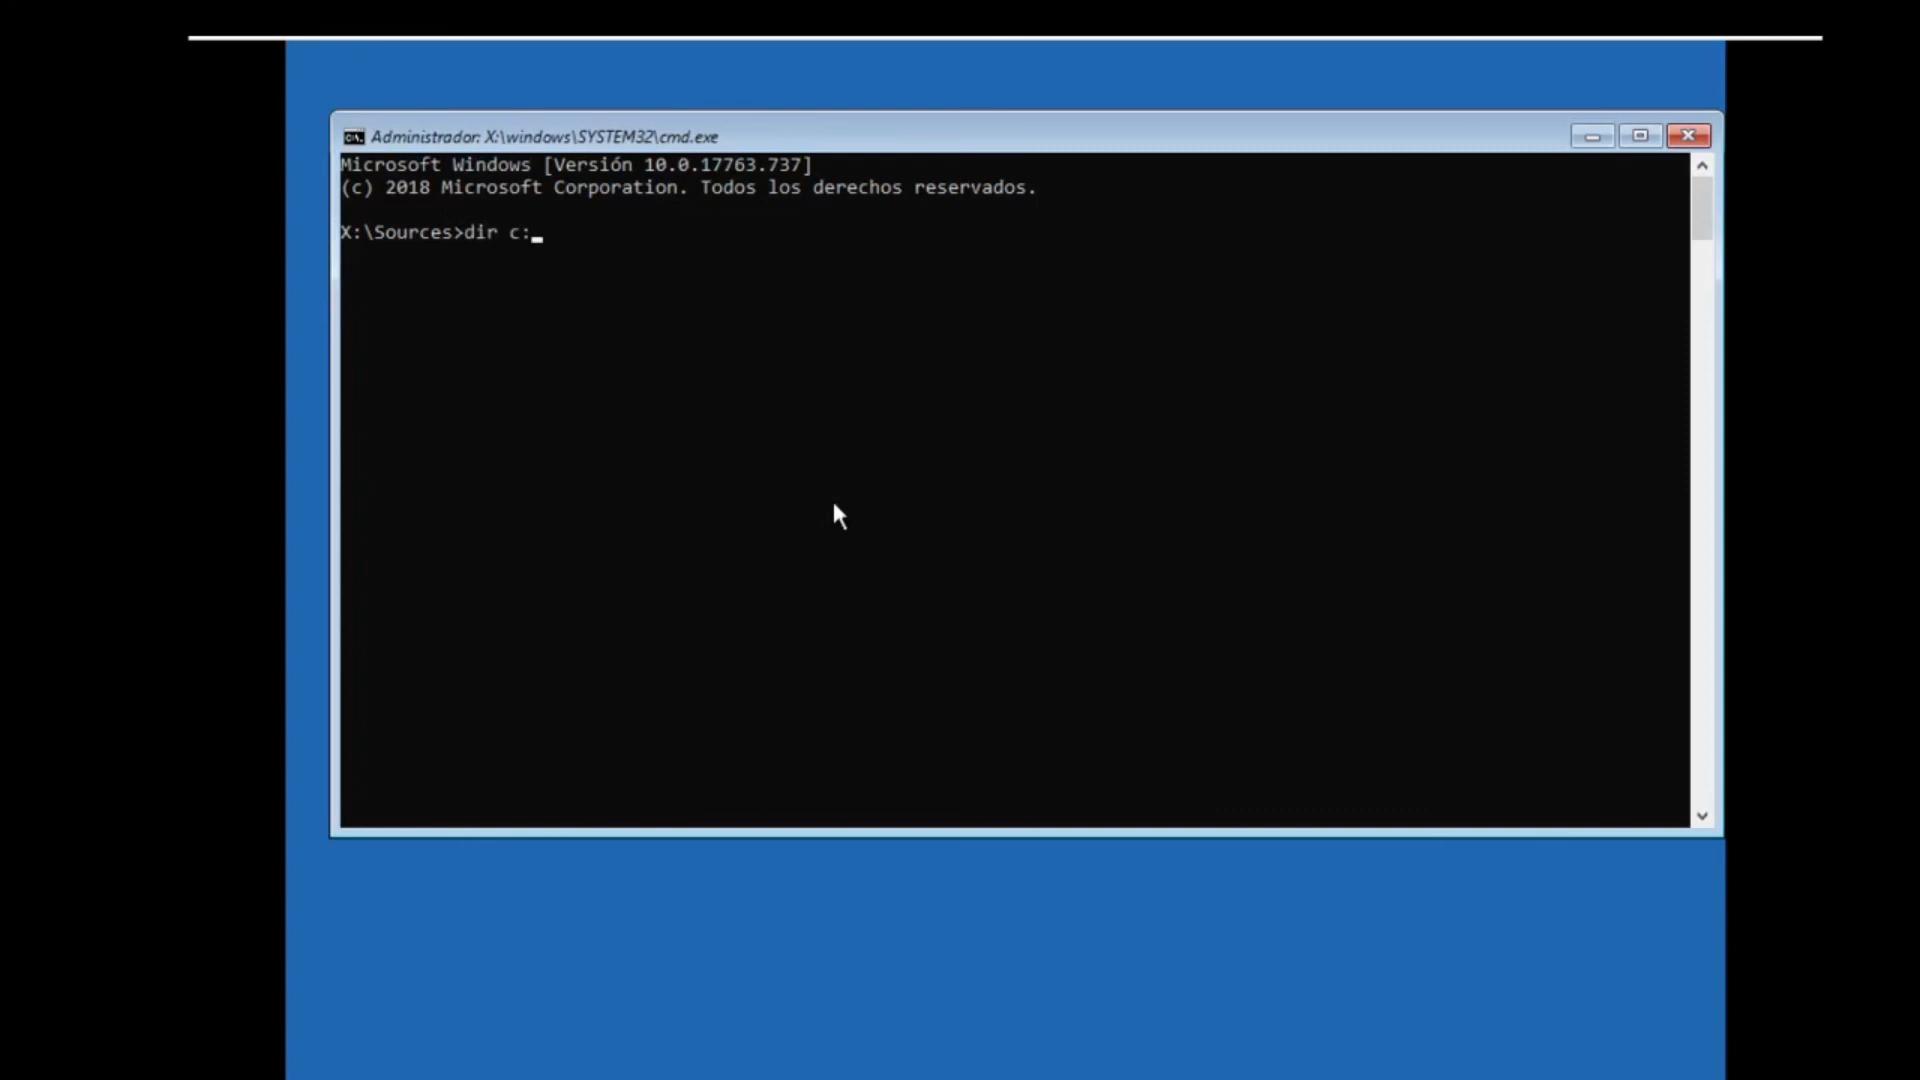 Administrador: X:\windows\SYSTEM32\cmd.exe
Microsoft Windows [Versión 10.0.17763.737]
(c) 2018 Microsoft Corporation. Todos los derechos reservados.
X:\Sources>dir c: